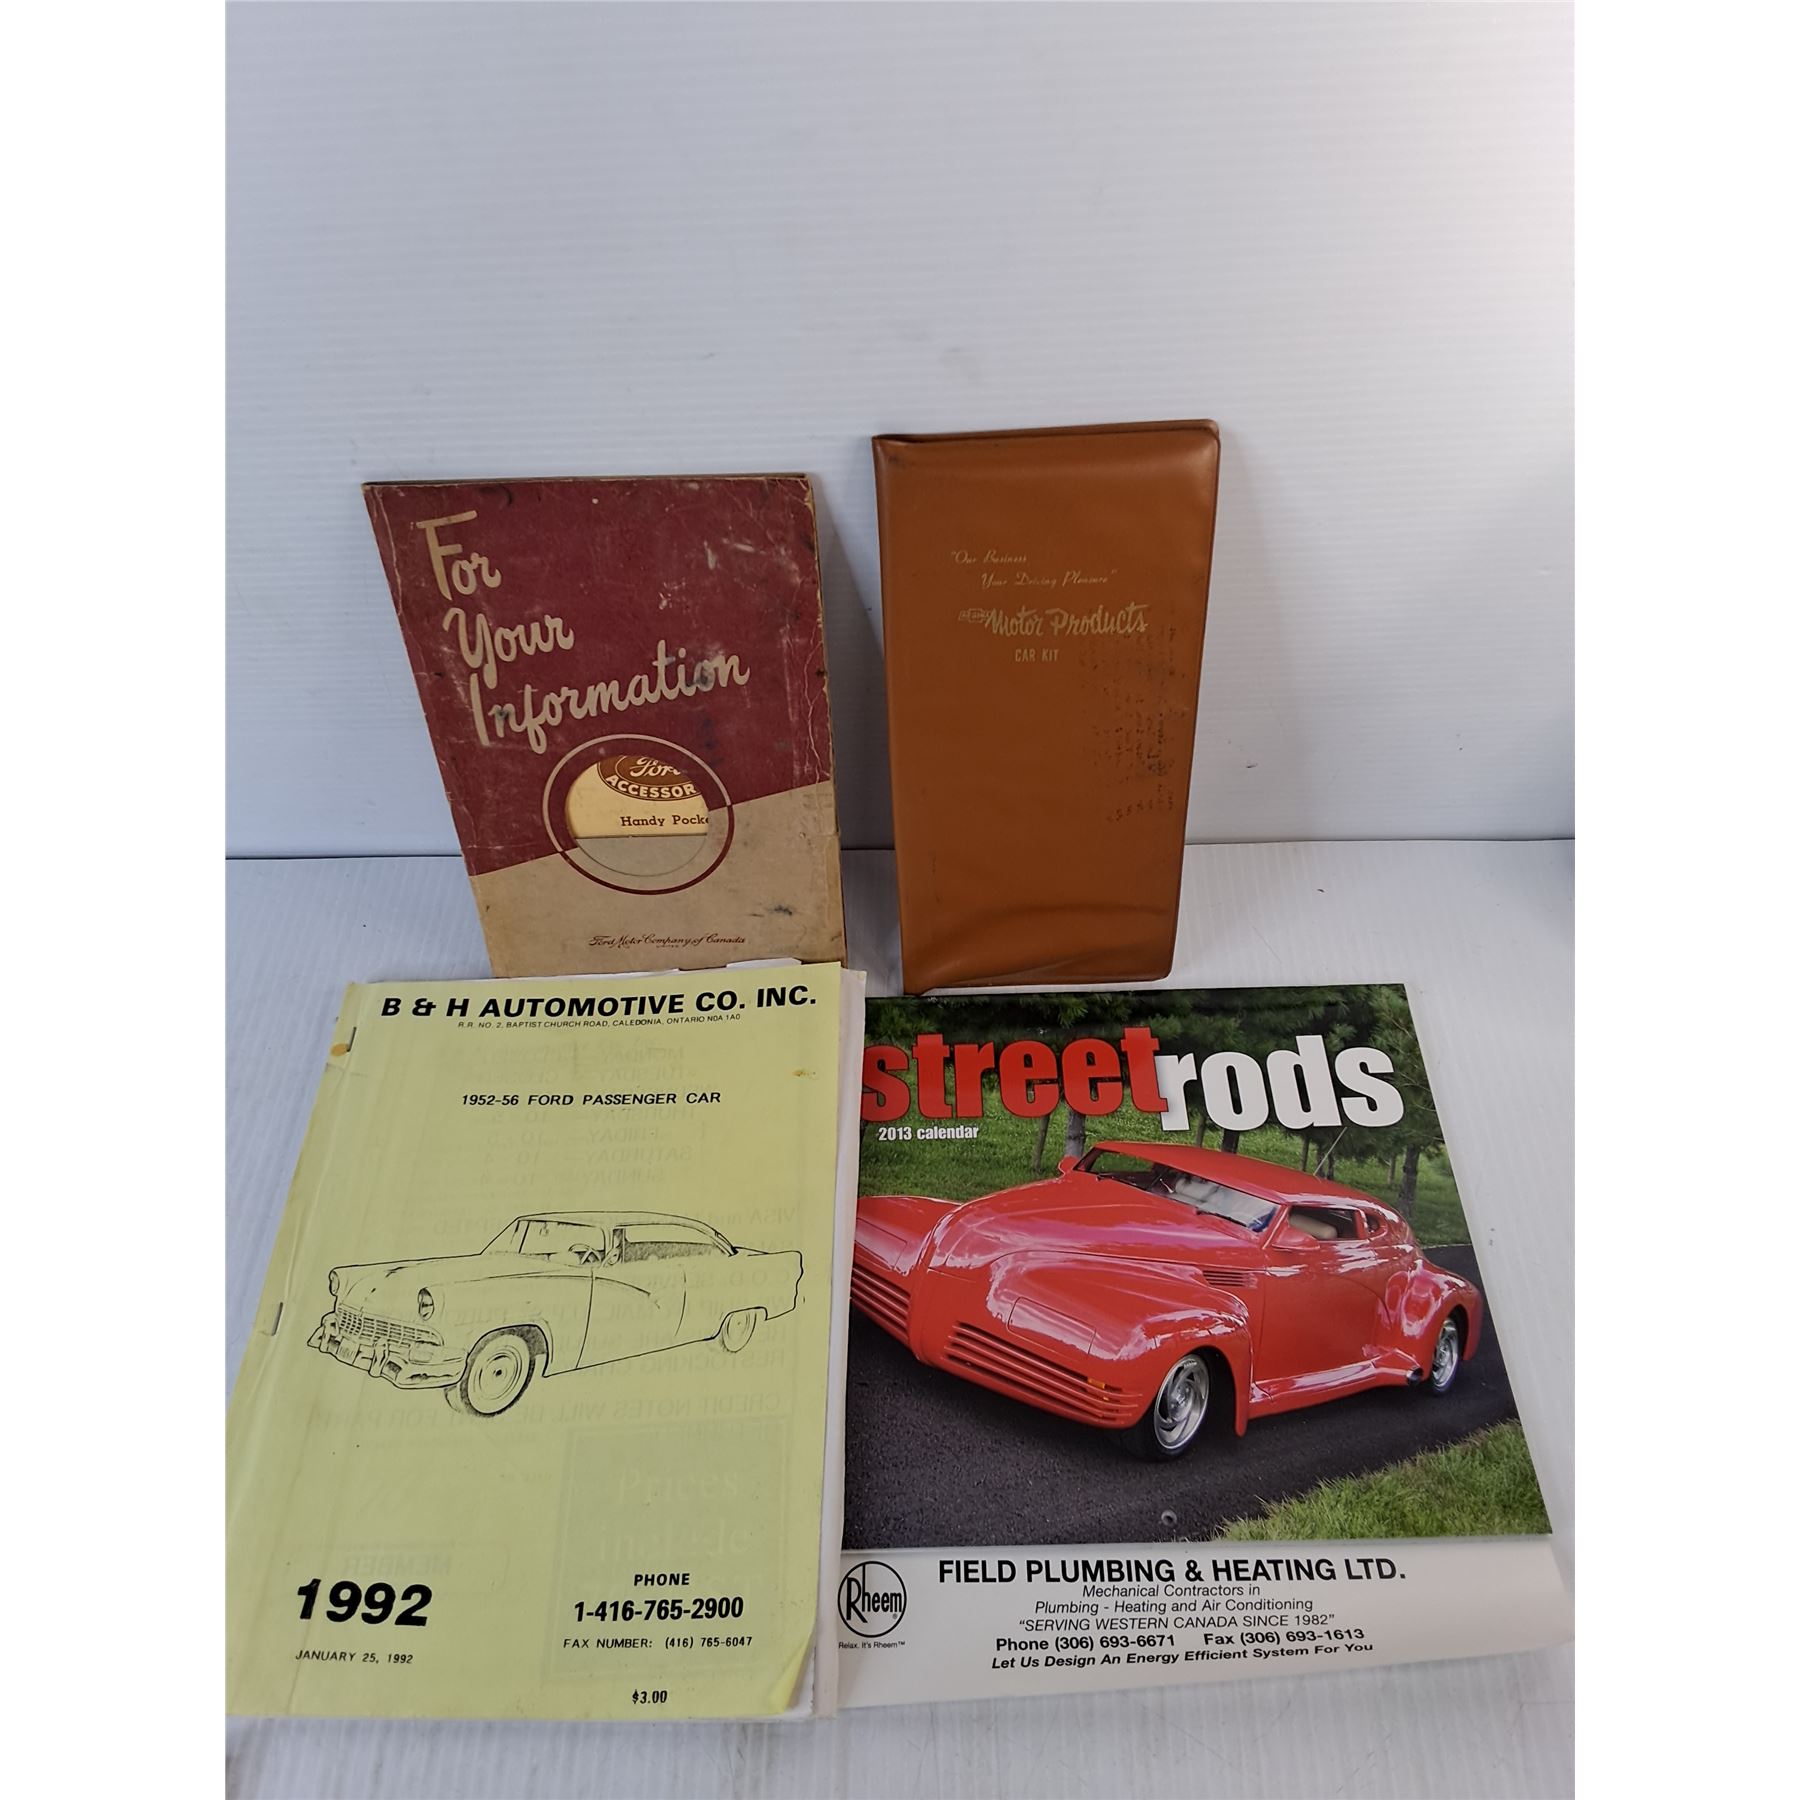 For
Your
Information
Ford
ACCESSOR
Handy Pocke
Ford Motor Company of Canada
"Our Business
Your Driving Pleasure"
Motor Products
CAR KIT
B & H AUTOMOTIVE CO. INC.
R.R. NO. 2, BAPTIST CHURCH ROAD, CALEDONIA, ONTARIO N0A 1A0
1952-56 FORD PASSENGER CAR
1992
JANUARY 25, 1992
PHONE
1-416-765-2900
FAX NUMBER: (416) 765-6047
$3.00
streetrods
2013 calendar
Rheem
Relax. It's Rheem™
FIELD PLUMBING & HEATING LTD.
Mechanical Contractors in
Plumbing - Heating and Air Conditioning
"SERVING WESTERN CANADA SINCE 1982"
Phone (306) 693-6671 Fax (306) 693-1613
Let Us Design An Energy Efficient System For You